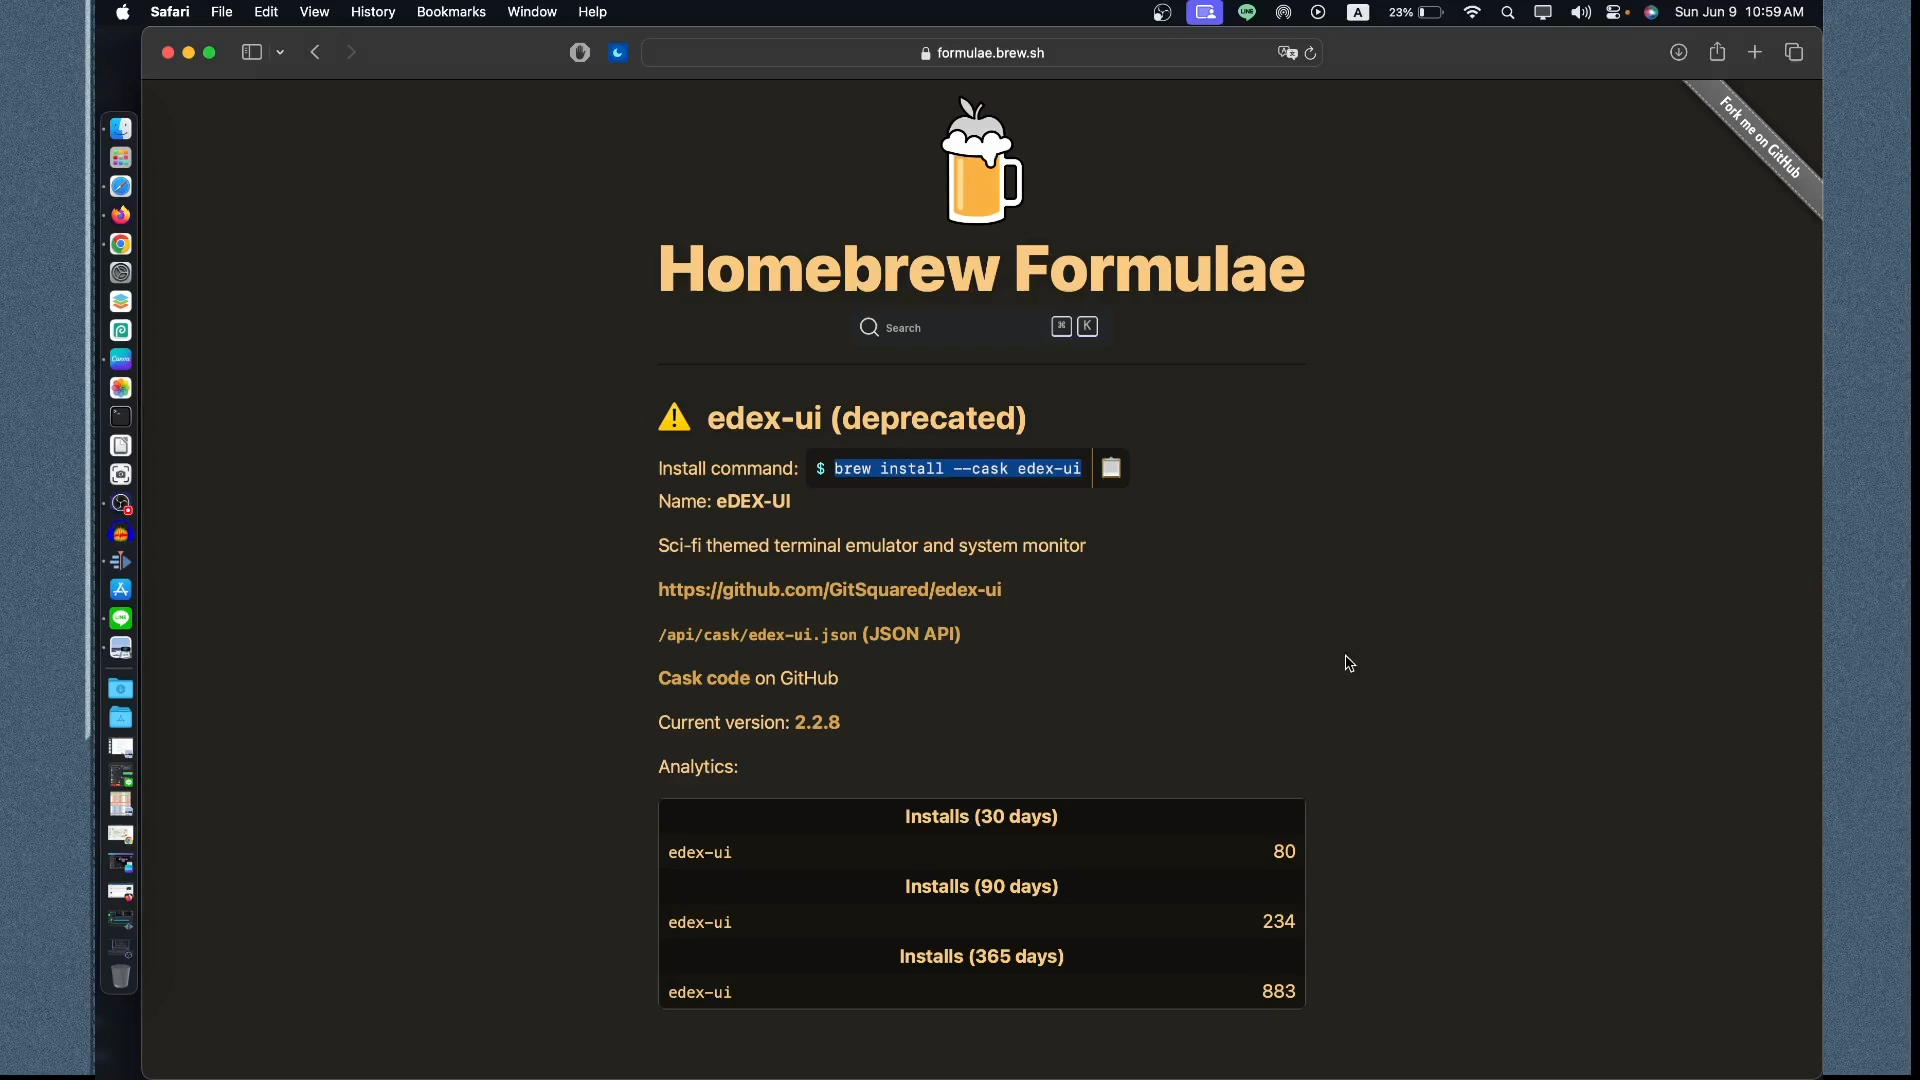 Safari File Edit View History Bookmarks Window Help A 23% Sun Jun 9 10:59 AM
formulae.brew.sh
Fork me on GitHub
Homebrew Formulae
Search ⌘ K
edex-ui (deprecated)
Install command: $ brew install --cask edex-ui
Name: eDEX-UI
Sci-fi themed terminal emulator and system monitor
https://github.com/GitSquared/edex-ui
/api/cask/edex-ui.json (JSON API)
Cask code on GitHub
Current version: 2.2.8
Analytics:
Installs (30 days)
edex-ui 80
Installs (90 days)
edex-ui 234
Installs (365 days)
edex-ui 883